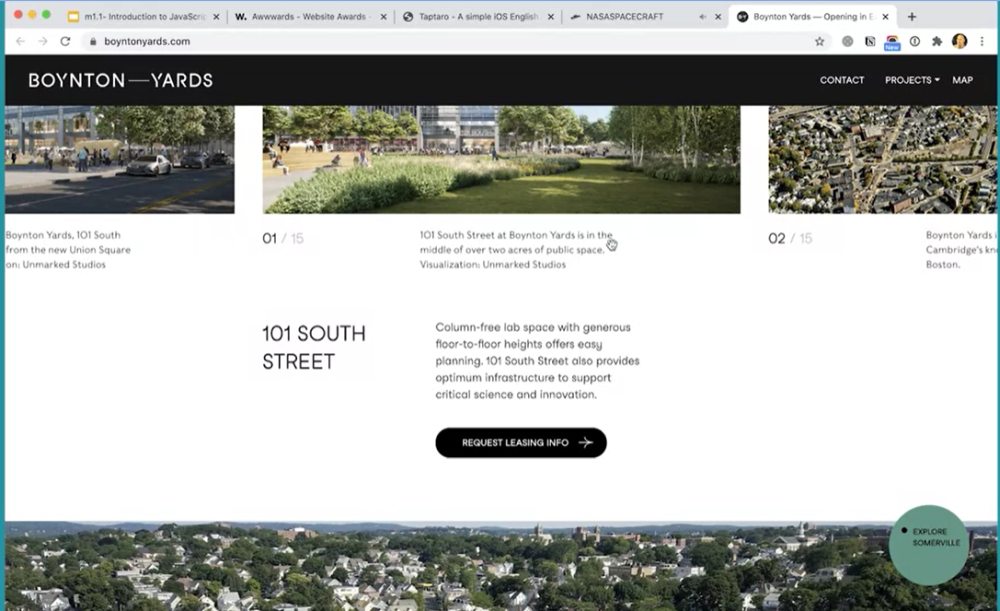 m1.1- Introduction to JavaScrip
W. Awwwards - Website Awards -
Taptaro - A simple iOS English
NASASPACECRAFT
Boynton Yards — Opening in E
boyntonyards.com
New
BOYNTON—YARDS
CONTACT
PROJECTS
MAP
Boynton Yards, 101 South
from the new Union Square
on: Unmarked Studios
01 / 15
101 South Street at Boynton Yards is in the
middle of over two acres of public space.
Visualization: Unmarked Studios
02 / 15
Boynton Yards i
Cambridge's kn
Boston.
101 SOUTH
STREET
Column-free lab space with generous
floor-to-floor heights offers easy
planning. 101 South Street also provides
optimum infrastructure to support
critical science and innovation.
REQUEST LEASING INFO
EXPLORE
SOMERVILLE